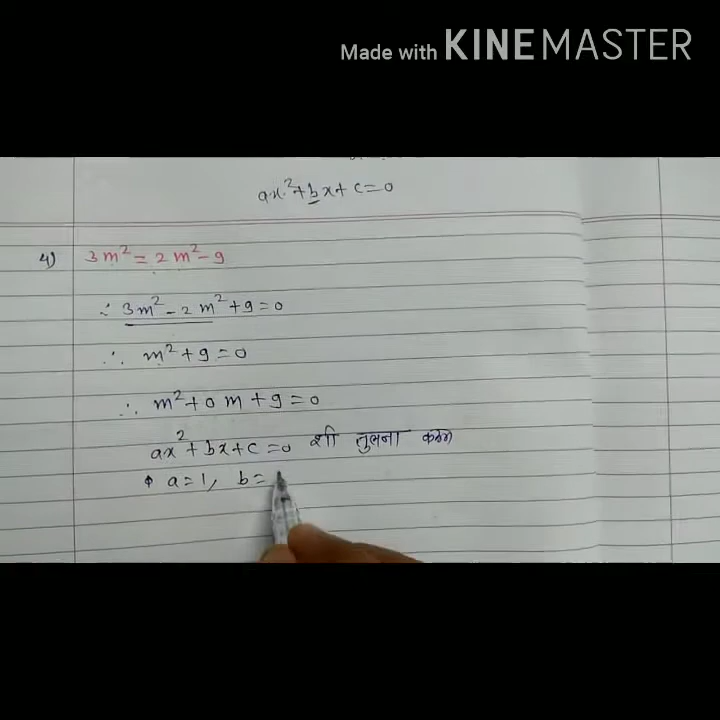 Made with KINEMASTER
ax²+bx+c=0
4) 3m²=2m²-9
∴ 3m²-2m²+9=0
∴ m²+9=0
∴ m²+0m+9=0
ax²+bx+c=0 शी तुलना करून
a=1, b=